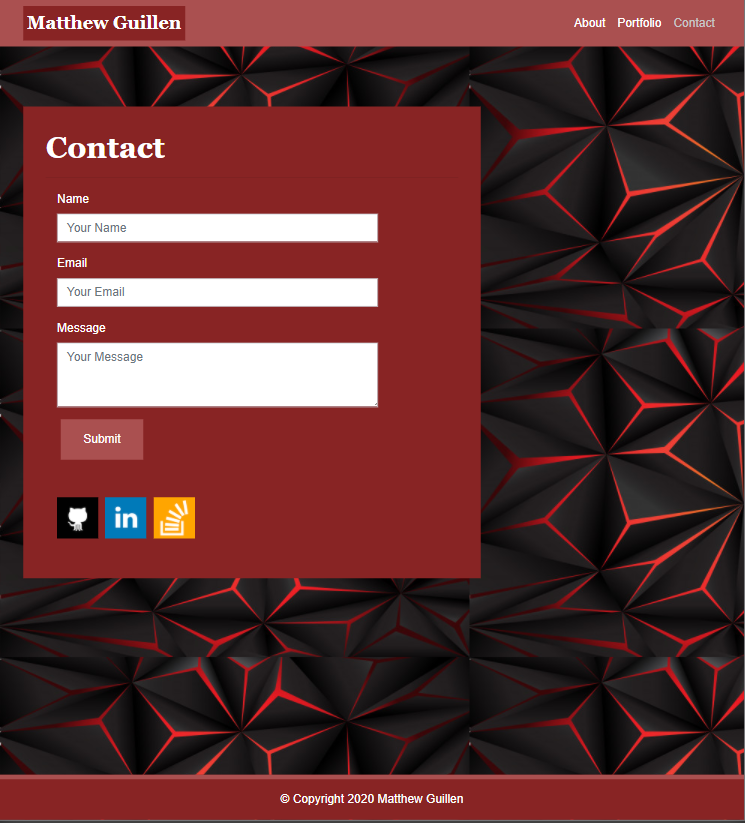 Matthew Guillen
About Portfolio Contact
Contact
Name
Your Name
Email
Your Email
Message
Your Message
Submit
in
© Copyright 2020 Matthew Guillen